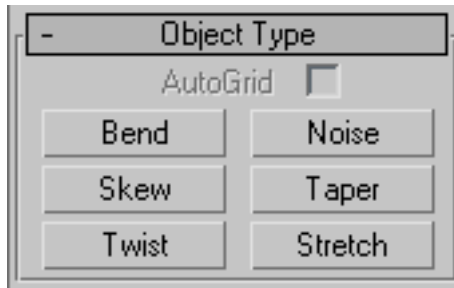 - Object Type
AutoGrid
Bend Noise
Skew Taper
Twist Stretch